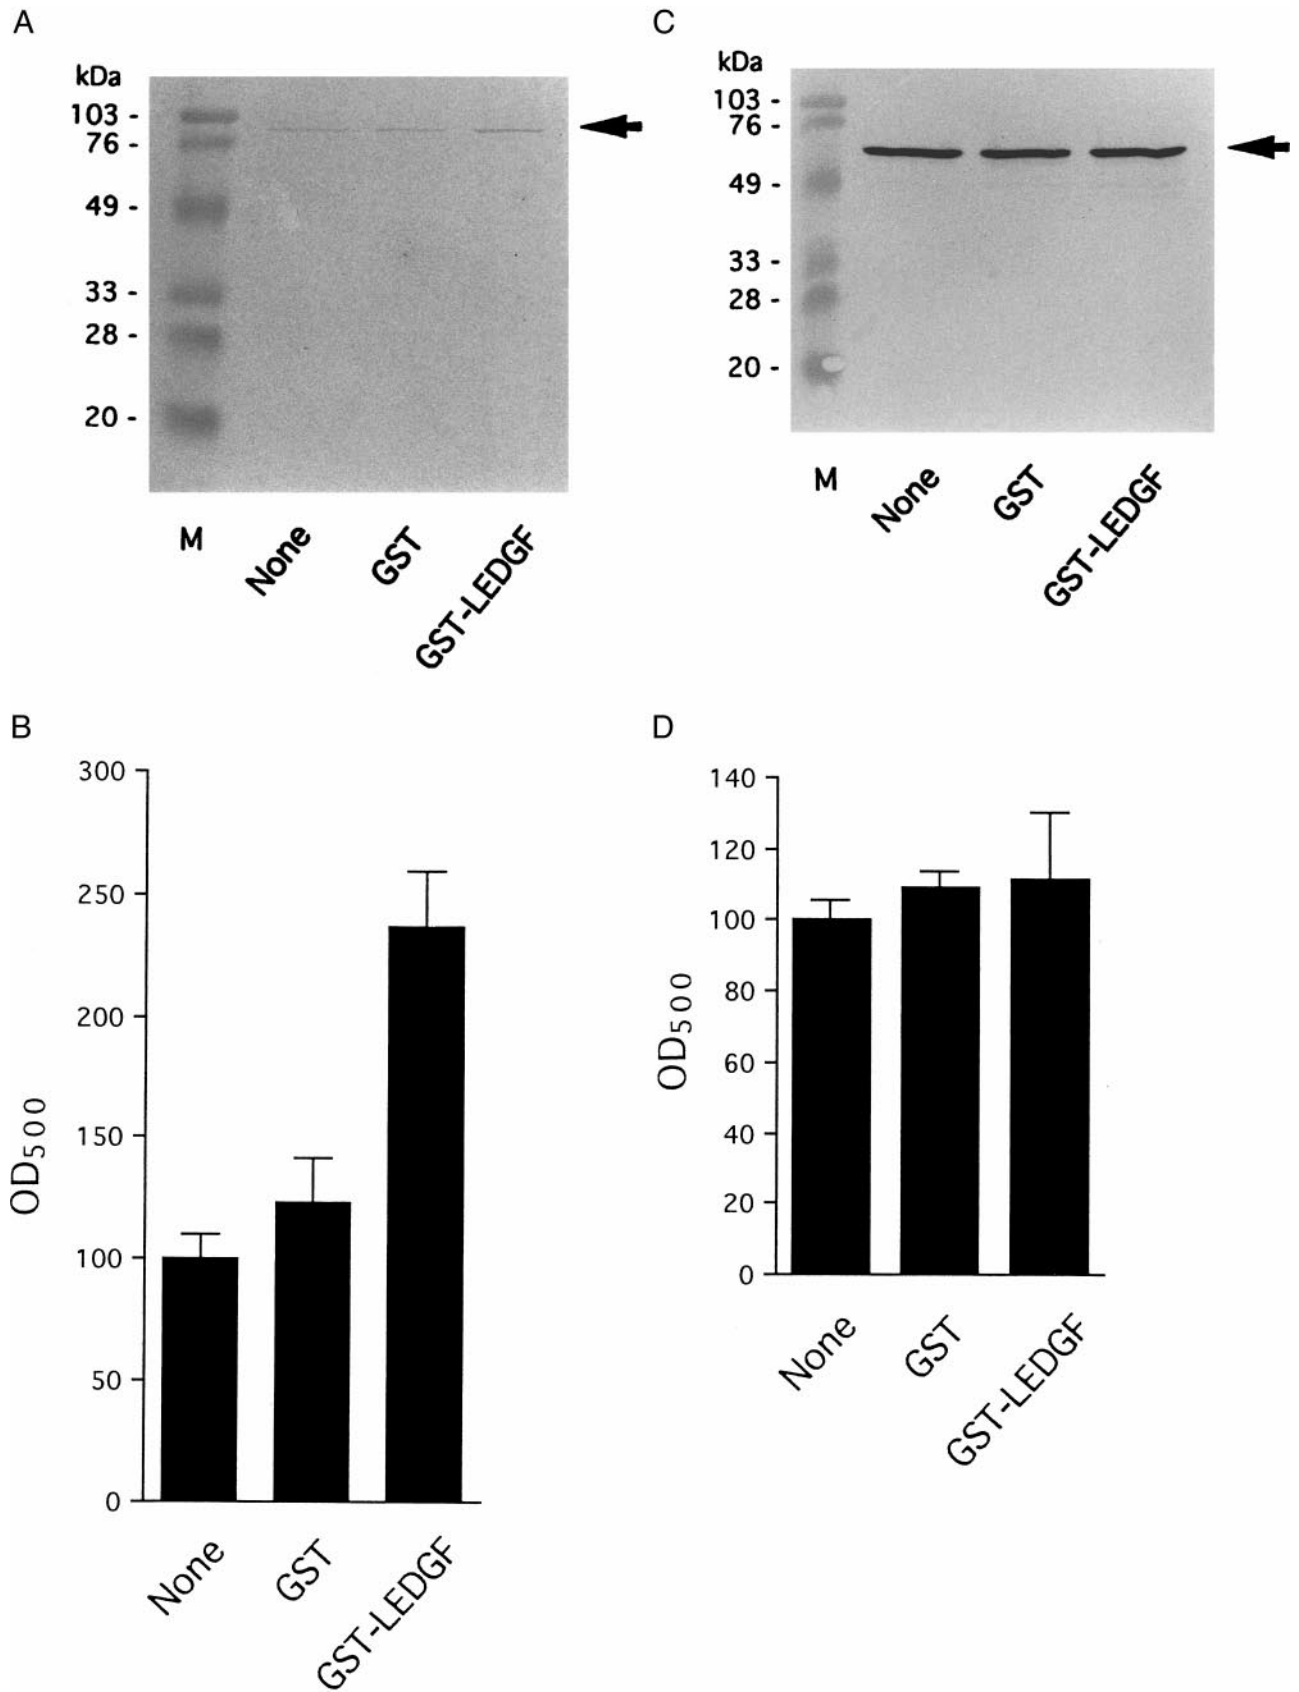 A
kDa
103 -
76 -
49 -
33 -
28 -
20 -
M
None
GST
GST-LEDGF
C
kDa
103 -
76 -
49 -
33 -
28 -
20 -
M
None
GST
GST-LEDGF
B
300
250
200
150
100
50
0
OD500
None
GST
GST-LEDGF
D
140
120
100
80
60
40
20
0
OD500
None
GST
GST-LEDGF